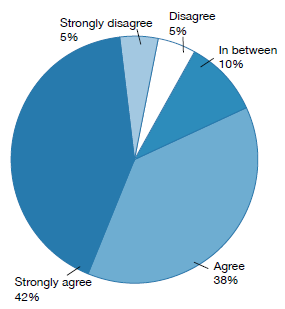 Strongly disagree
5%
Disagree
5%
In between
10%
Agree
38%
Strongly agree
42%